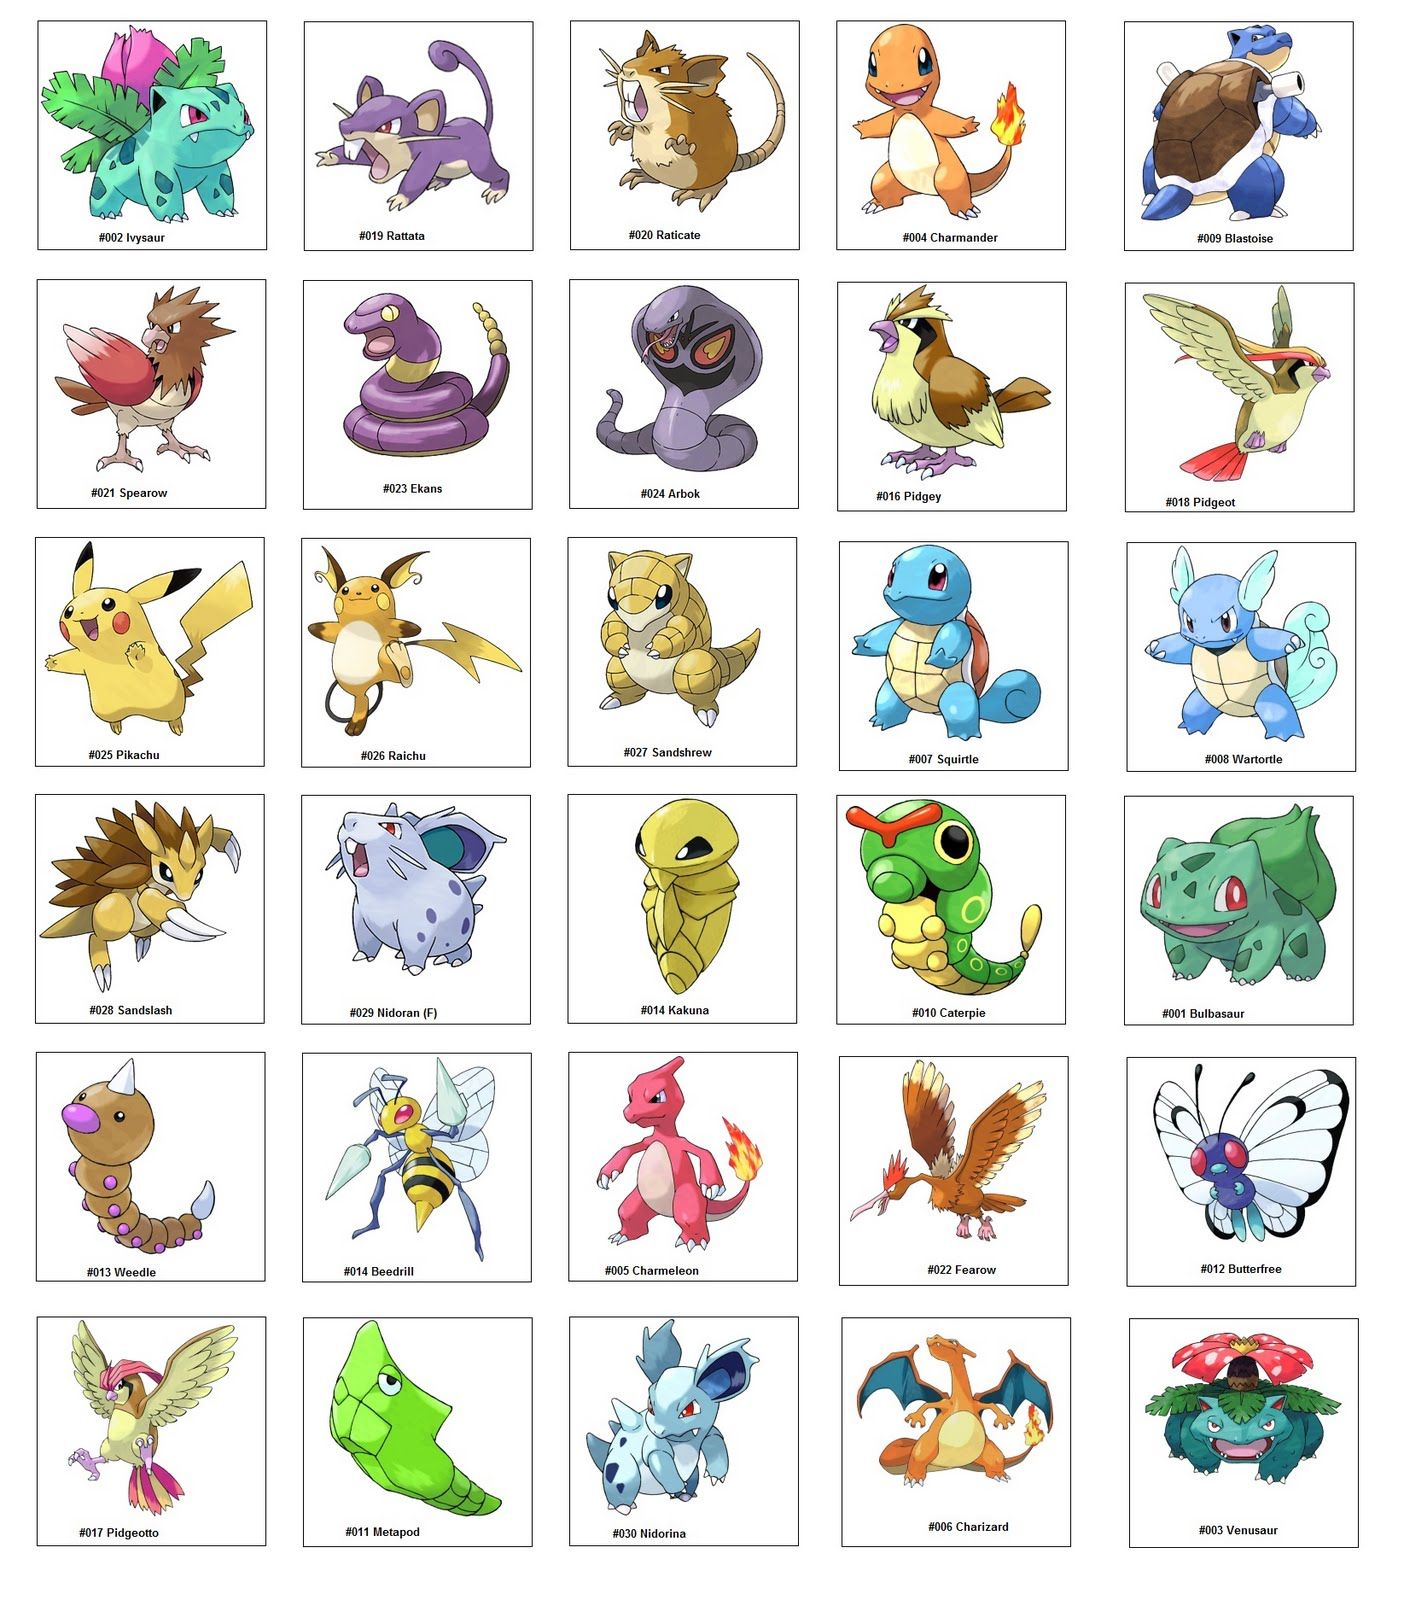 #002 Ivysaur
#019 Rattata
#020 Raticate
#004 Charmander
#009 Blastoise
#021 Spearow
#023 Ekans
#024 Arbok
#016 Pidgey
#018 Pidgeot
#025 Pikachu
#026 Raichu
#027 Sandshrew
#007 Squirtle
#008 Wartortle
#028 Sandslash
#029 Nidoran (F)
#014 Kakuna
#010 Caterpie
#001 Bulbasaur
#013 Weedle
#014 Beedrill
#005 Charmeleon
#022 Fearow
#012 Butterfree
#017 Pidgeotto
#011 Metapod
#030 Nidorina
#006 Charizard
#003 Venusaur